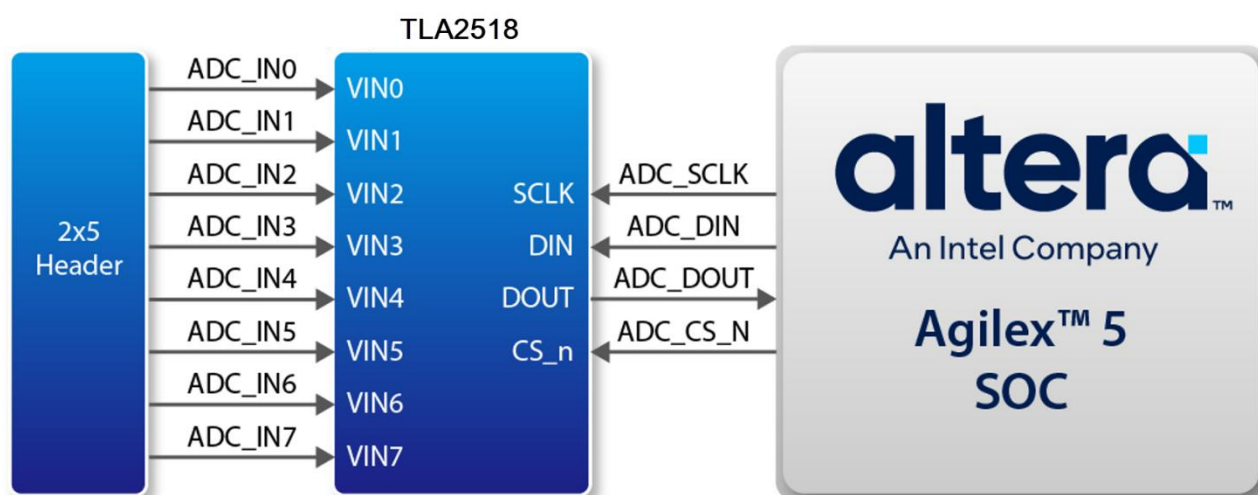 TLA2518
2x5
Header
ADC_IN0
ADC_IN1
ADC_IN2
ADC_IN3
ADC_IN4
ADC_IN5
ADC_IN6
ADC_IN7
VIN0
VIN1
VIN2
VIN3
VIN4
VIN5
VIN6
VIN7
SCLK
DIN
DOUT
CS_n
ADC_SCLK
ADC_DIN
ADC_DOUT
ADC_CS_N
altera™
An Intel Company
Agilex™ 5
SOC